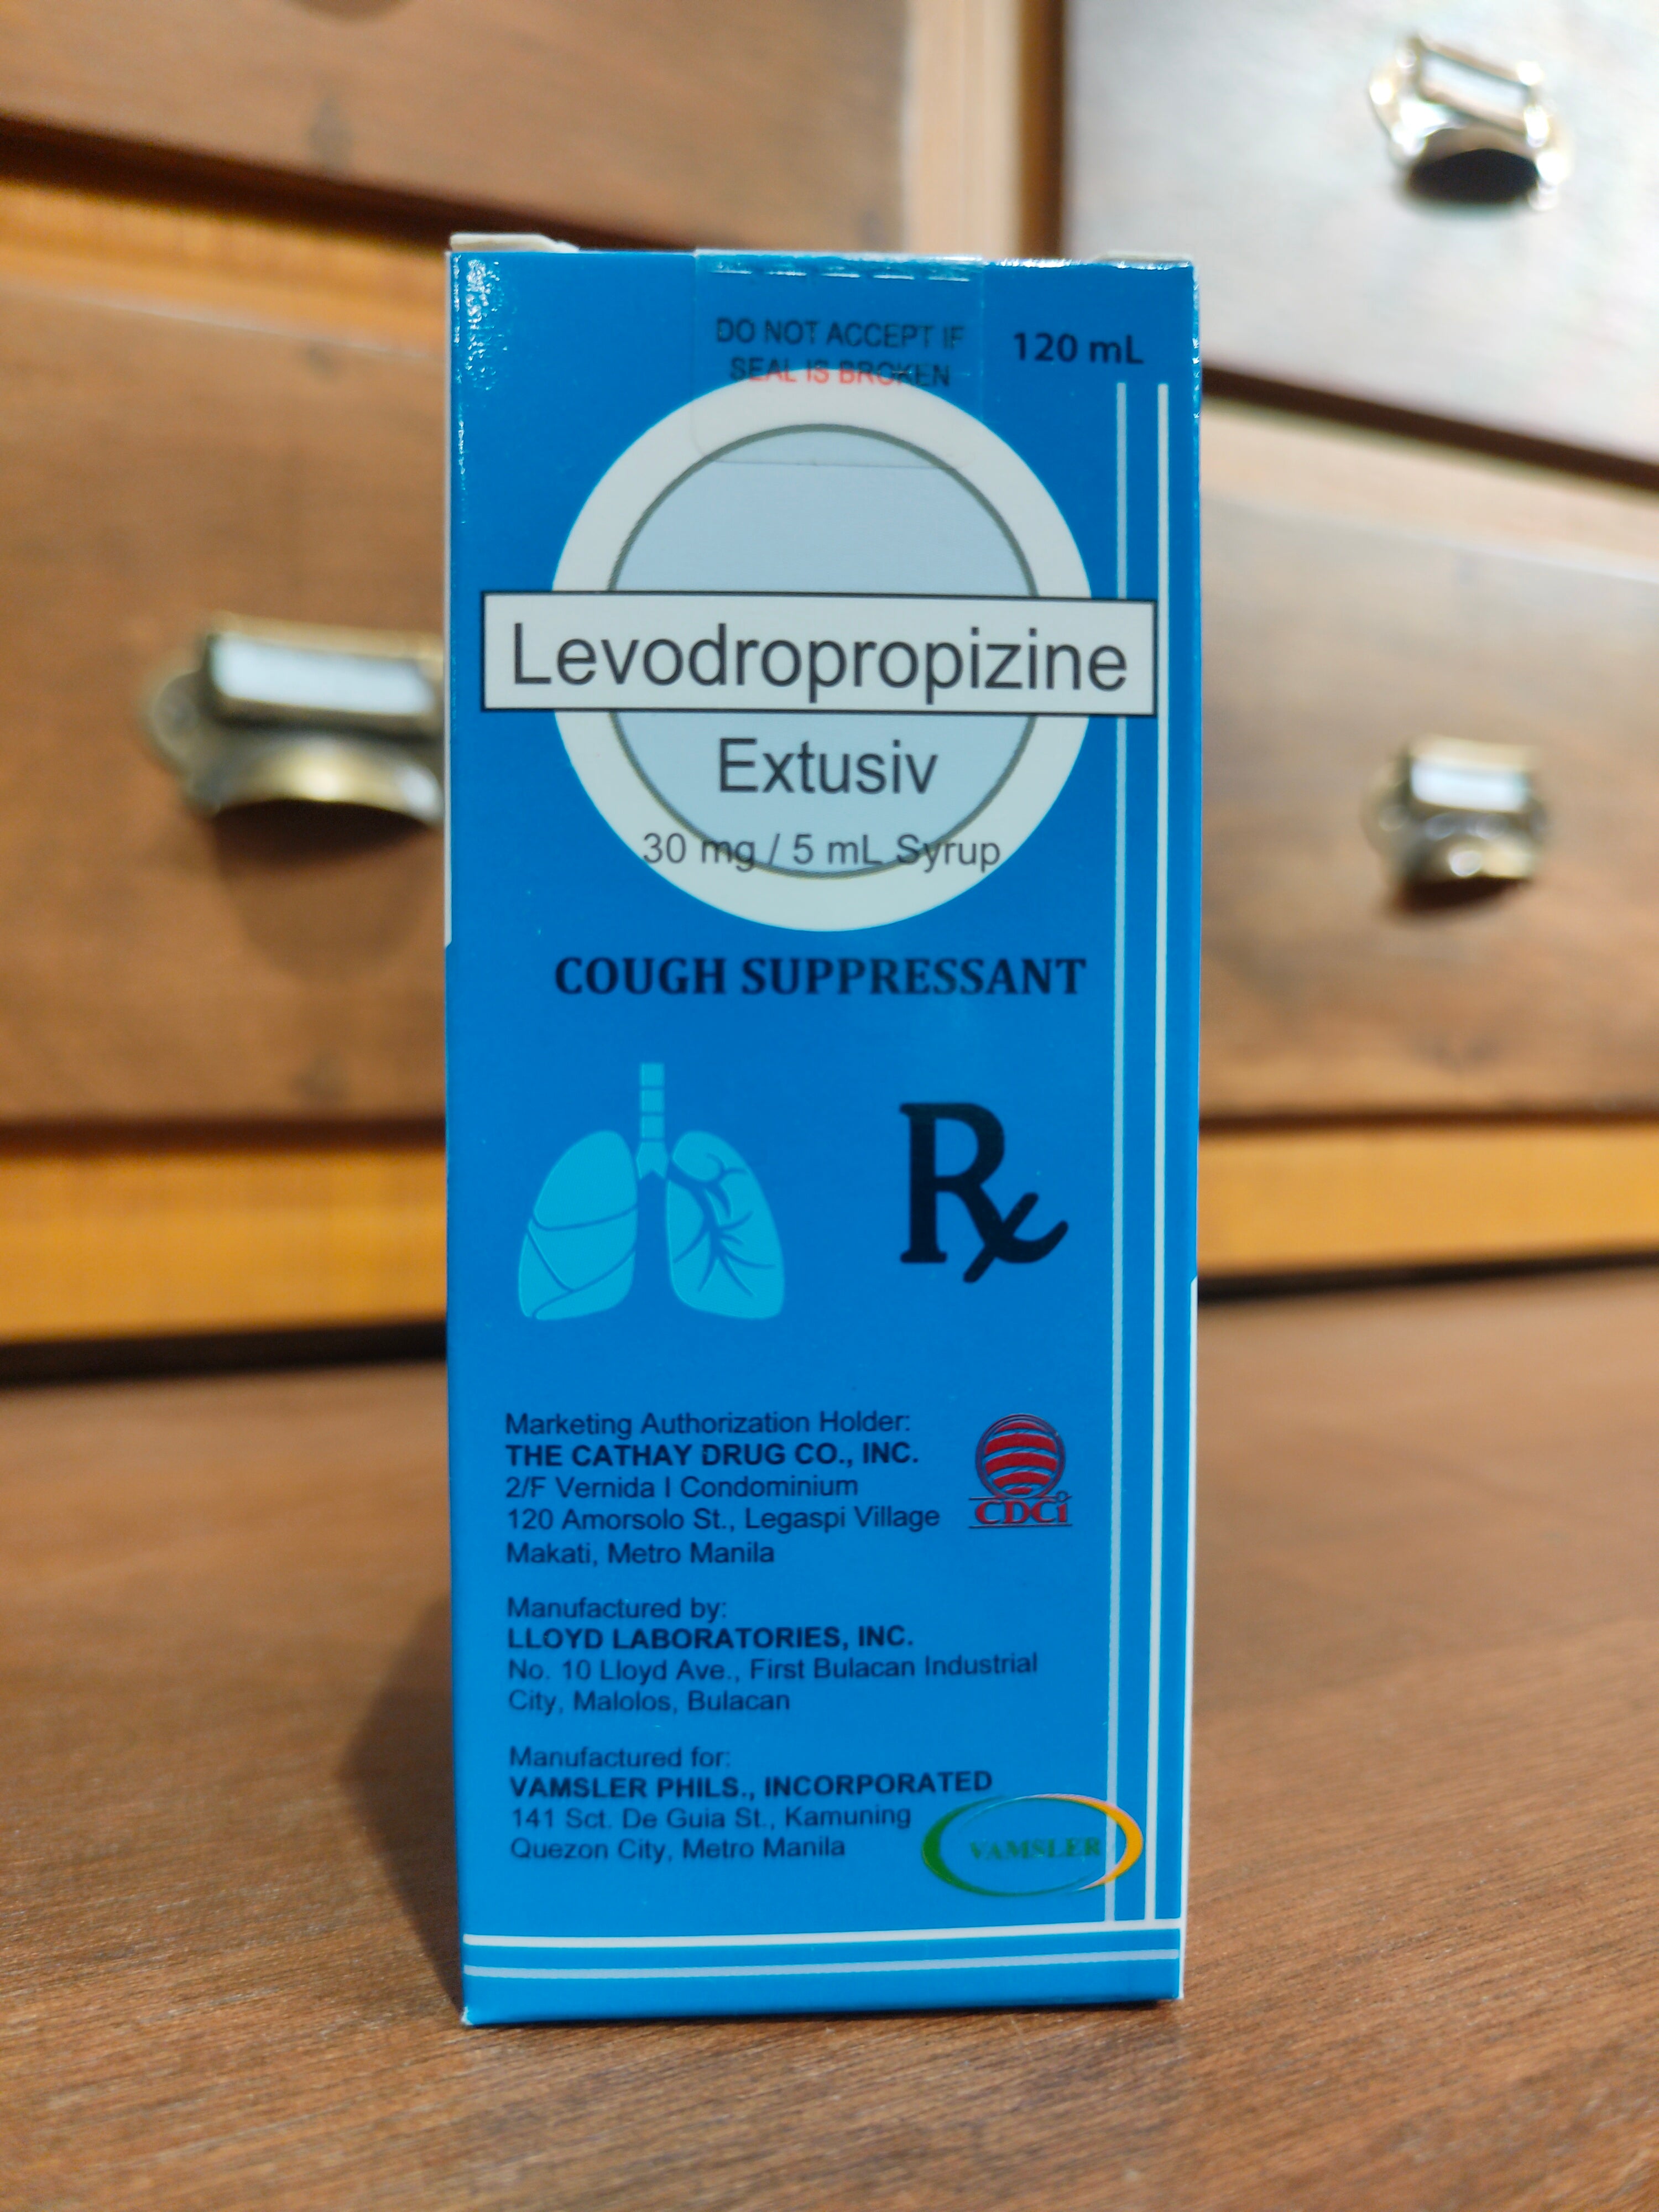 DO NOT ACCEPT IF
SEAL IS BROKEN
120 mL
Levodropropizine
Extusiv
30 mg / 5 mL Syrup
COUGH SUPPRESSANT
Rx
Marketing Authorization Holder:
THE CATHAY DRUG CO., INC.
2/F Vernida I Condominium
120 Amorsolo St., Legaspi Village
Makati, Metro Manila
CDCi
Manufactured by:
LLOYD LABORATORIES, INC.
No. 10 Lloyd Ave., First Bulacan Industrial
City, Malolos, Bulacan
Manufactured for:
VAMSLER PHILS., INCORPORATED
141 Sct. De Guia St., Kamuning
Quezon City, Metro Manila
VAMSLER